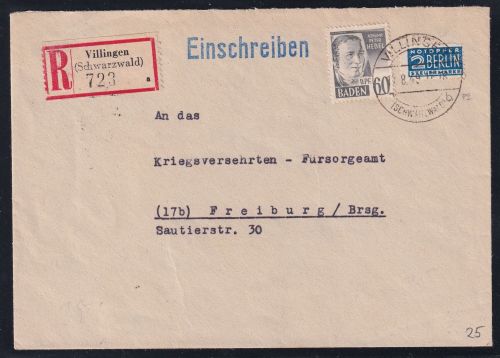 R
Villingen
(Schwarzwald)
723
a
Einschreiben
JOHANN
PETER
HEBEL
BADEN
60
VILLINGEN
(SCHWARZWALD)
NOTOPFER
2 BERLIN
STEUERMARKE
An das
Kriegsversehrten - Fursorgeamt
(17b) Freiburg/Brsg.
Sautierstr. 30
25